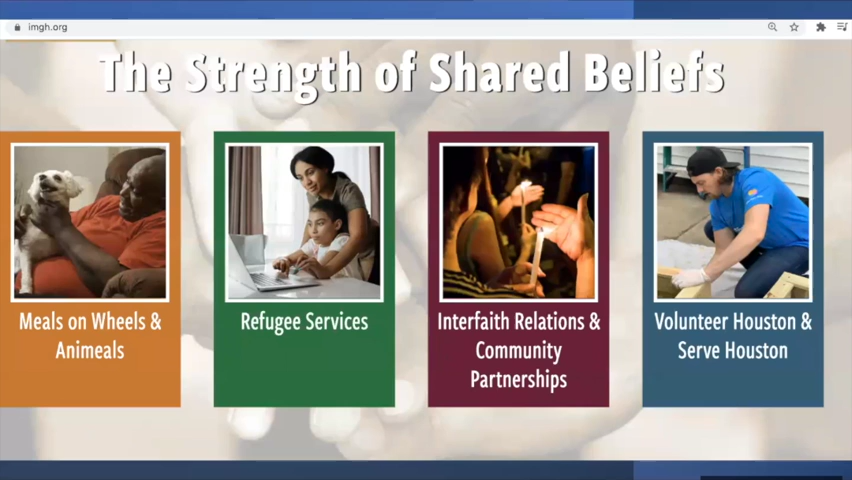 imgh.org
The Strength of Shared Beliefs
Meals on Wheels &
Animeals
Refugee Services
Interfaith Relations &
Community
Partnerships
Volunteer Houston &
Serve Houston